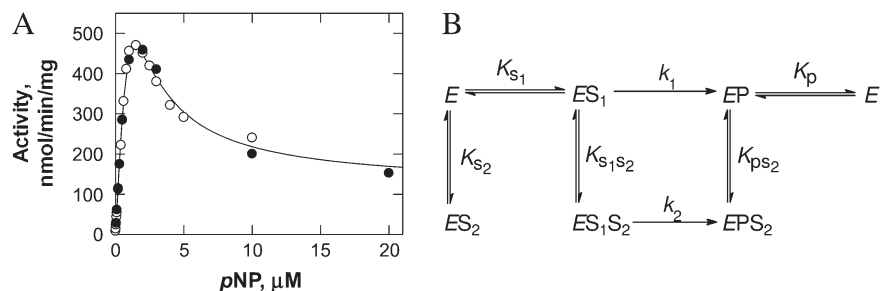 A
B
Activity,
nmol/min/mg
500
400
300
200
100
0
0 5 10 15 20
pNP, µM
Ks1 k1 Kp
E ES1 EP E
Ks2 Ks1s2 Kps2
k2
ES2 ES1S2 EPS2